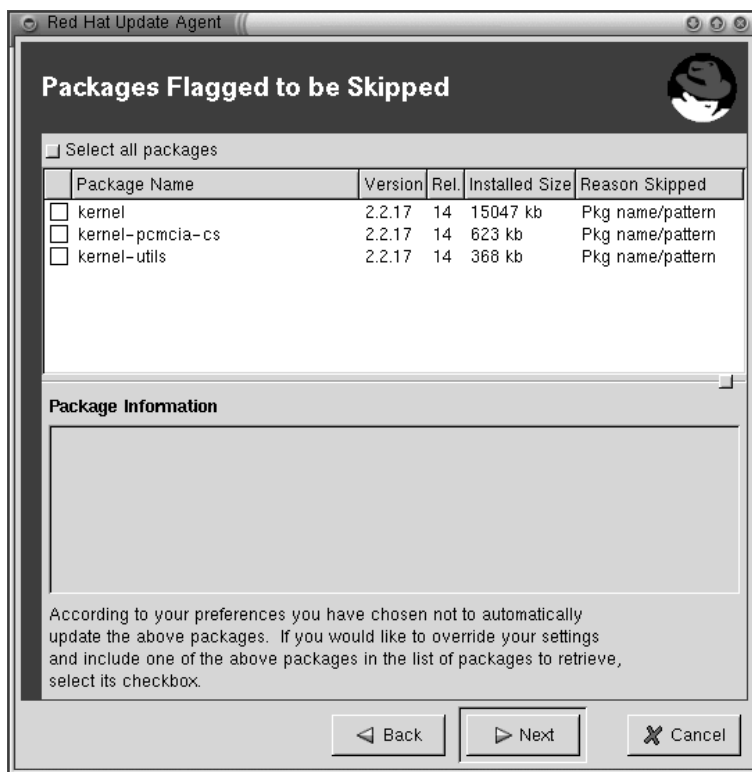 Red Hat Update Agent
Packages Flagged to be Skipped
Select all packages
Package Name Version Rel. Installed Size Reason Skipped
kernel 2.2.17 14 15047 kb Pkg name/pattern
kernel-pcmcia-cs 2.2.17 14 623 kb Pkg name/pattern
kernel-utils 2.2.17 14 368 kb Pkg name/pattern
Package Information
According to your preferences you have chosen not to automatically
update the above packages. If you would like to override your settings
and include one of the above packages in the list of packages to retrieve,
select its checkbox.
Back Next Cancel